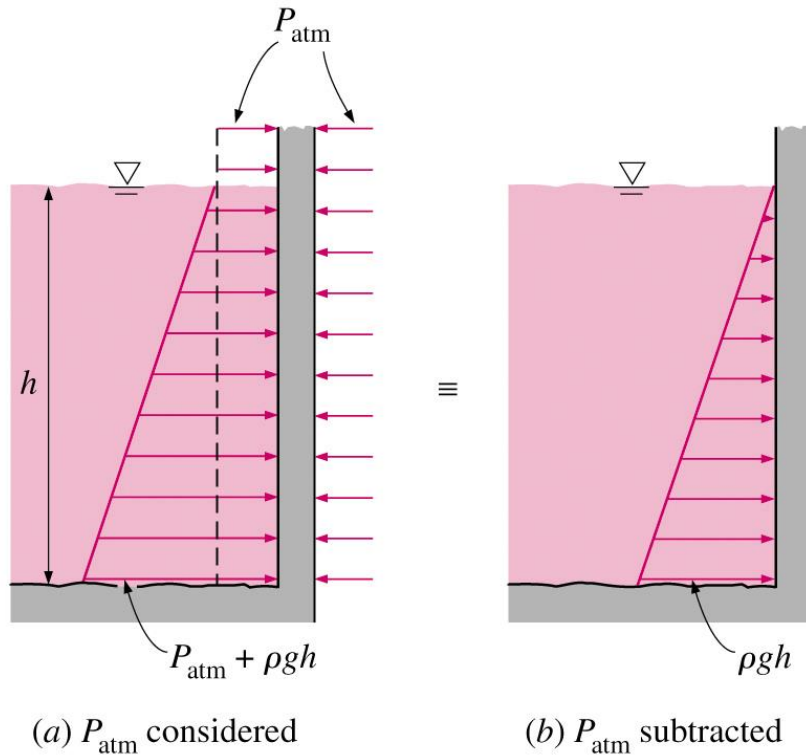 P_atm
h
≡
P_atm + ρgh
ρgh
(a) P_atm considered
(b) P_atm subtracted